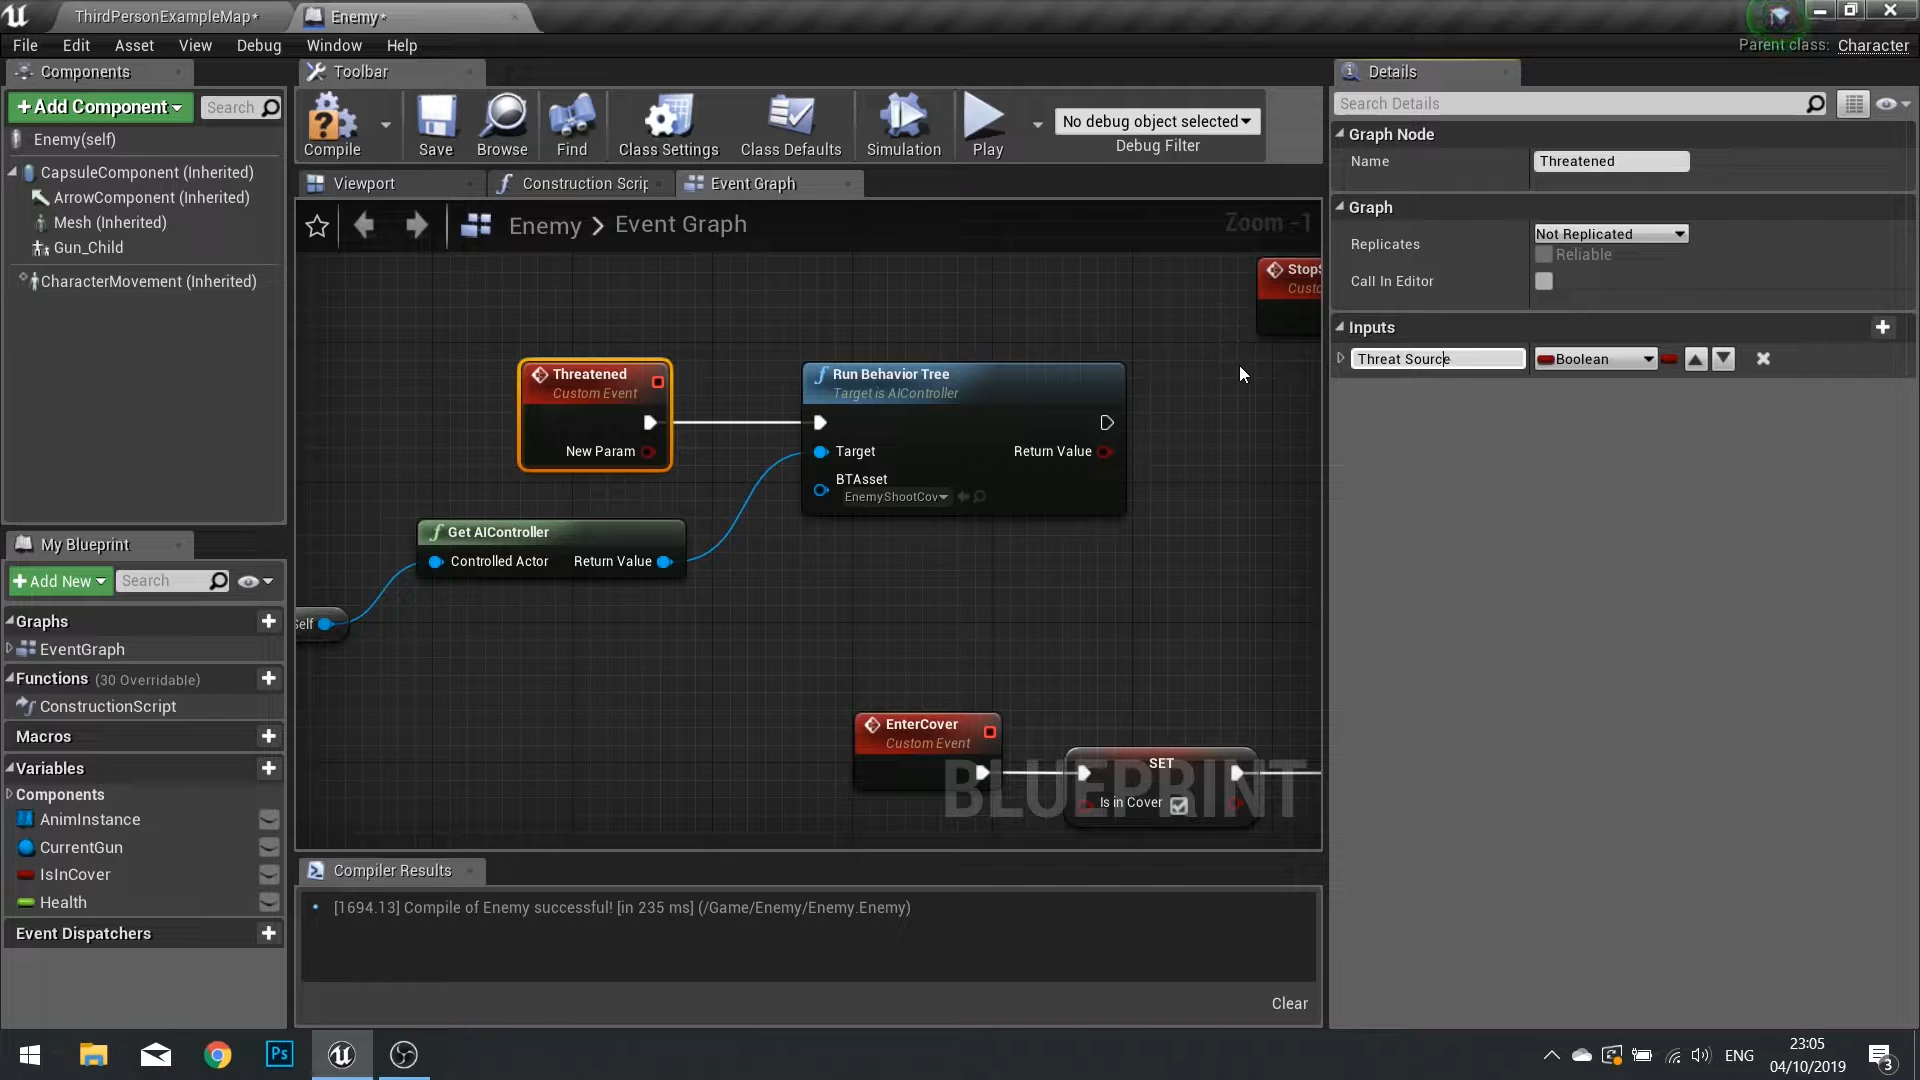 ThirdPersonExampleMap*
Enemy*
File Edit Asset View Debug Window Help
Parent class: Character
Components
Toolbar
Details
+Add Component
Search
Search Details
Enemy(self)
CapsuleComponent (Inherited)
ArrowComponent (Inherited)
Mesh (Inherited)
Gun_Child
CharacterMovement (Inherited)
Compile
Save
Browse
Find
Class Settings
Class Defaults
Simulation
Play
No debug object selected
Debug Filter
Viewport
Construction Scrip
Event Graph
Enemy > Event Graph
Zoom -1
Graph Node
Name
Threatened
Graph
Replicates
Not Replicated
Reliable
Call In Editor
Inputs
Threat Source
Boolean
StopS
Custo
Threatened
Custom Event
New Param
Run Behavior Tree
Target is AIController
Target
Return Value
BTAsset
EnemyShootCov
Get AIController
Controlled Actor
Return Value
Self
EnterCover
Custom Event
SET
Is in Cover
BLUEPRINT
My Blueprint
+Add New
Search
Graphs
EventGraph
Functions (30 Overridable)
ConstructionScript
Macros
Variables
Components
AnimInstance
CurrentGun
IsInCover
Health
Event Dispatchers
Compiler Results
[1694.13] Compile of Enemy successful! [in 235 ms] (/Game/Enemy/Enemy.Enemy)
Clear
Ps
ENG
23:05
04/10/2019
3